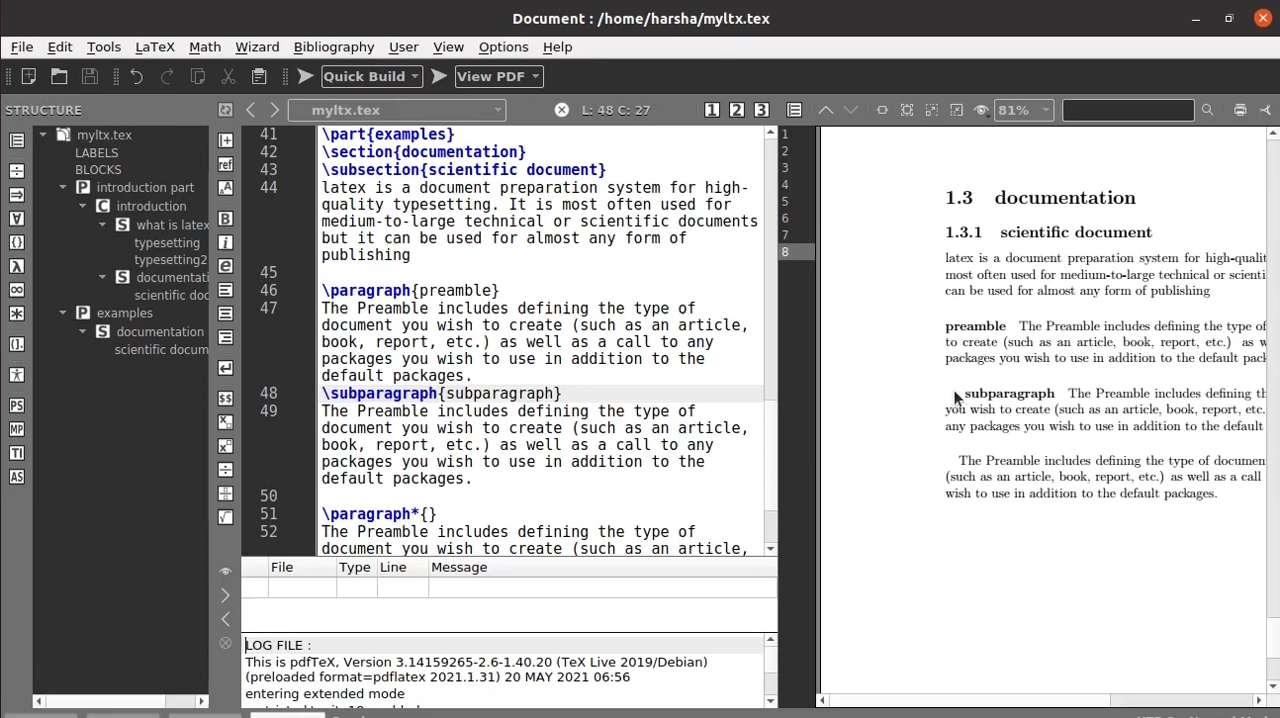 Document : /home/harsha/myltx.tex
File Edit Tools LaTeX Math Wizard Bibliography User View Options Help
Quick Build View PDF
STRUCTURE myltx.tex L: 48 C: 27 1 2 3 81%
myltx.tex
LABELS
BLOCKS
introduction part
introduction
what is latex
typesetting
typesetting2
documentati
scientific doc
examples
documentation
scientific docum
ref
PS
MP
TI
AS
41 \part{examples}
42 \section{documentation}
43 \subsection{scientific document}
44 latex is a document preparation system for high-
quality typesetting. It is most often used for
medium-to-large technical or scientific documents
but it can be used for almost any form of
publishing
45
46 \paragraph{preamble}
47 The Preamble includes defining the type of
document you wish to create (such as an article,
book, report, etc.) as well as a call to any
packages you wish to use in addition to the
default packages.
48 \subparagraph{subparagraph}
49 The Preamble includes defining the type of
document you wish to create (such as an article,
book, report, etc.) as well as a call to any
packages you wish to use in addition to the
default packages.
50
51 \paragraph*{}
52 The Preamble includes defining the type of
document you wish to create (such as an article,
File Type Line Message
LOG FILE :
This is pdfTeX, Version 3.14159265-2.6-1.40.20 (TeX Live 2019/Debian)
(preloaded format=pdflatex 2021.1.31) 20 MAY 2021 06:56
entering extended mode
1
2
3
4
5
6
7
8
1.3 documentation
1.3.1 scientific document
latex is a document preparation system for high-qualit
most often used for medium-to-large technical or scienti
can be used for almost any form of publishing
preamble The Preamble includes defining the type of
to create (such as an article, book, report, etc.) as w
packages you wish to use in addition to the default pack
subparagraph The Preamble includes defining th
you wish to create (such as an article, book, report, etc.
any packages you wish to use in addition to the default
The Preamble includes defining the type of documen
(such as an article, book, report, etc.) as well as a call
wish to use in addition to the default packages.